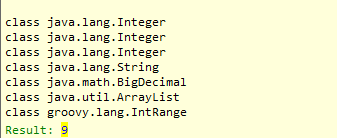 class java.lang.Integer
class java.lang.Integer
class java.lang.Integer
class java.lang.String
class java.math.BigDecimal
class java.util.ArrayList
class groovy.lang.IntRange
Result: 9